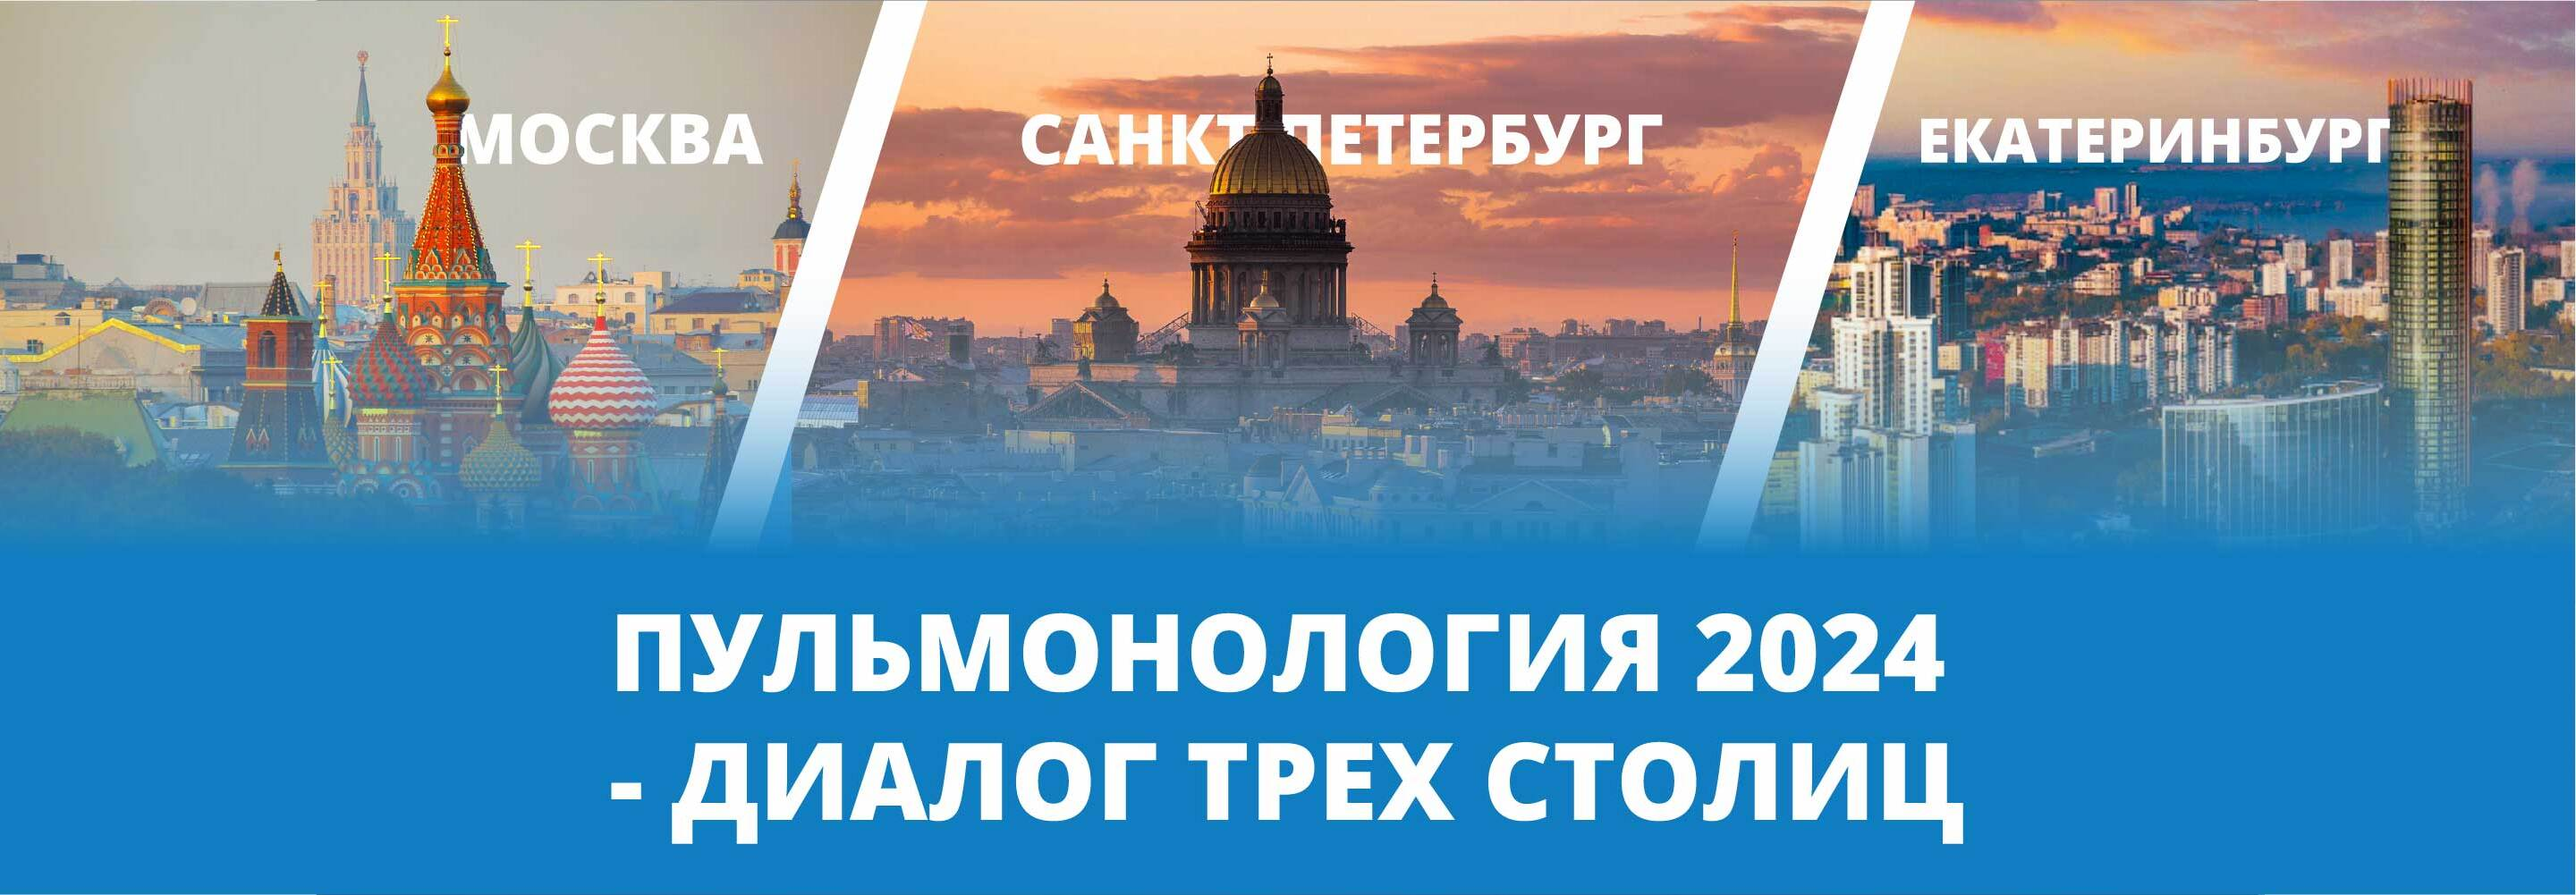 МОСКВА
САНКТ-ПЕТЕРБУРГ
ЕКАТЕРИНБУРГ
ПУЛЬМОНОЛОГИЯ 2024
- ДИАЛОГ ТРЕХ СТОЛИЦ